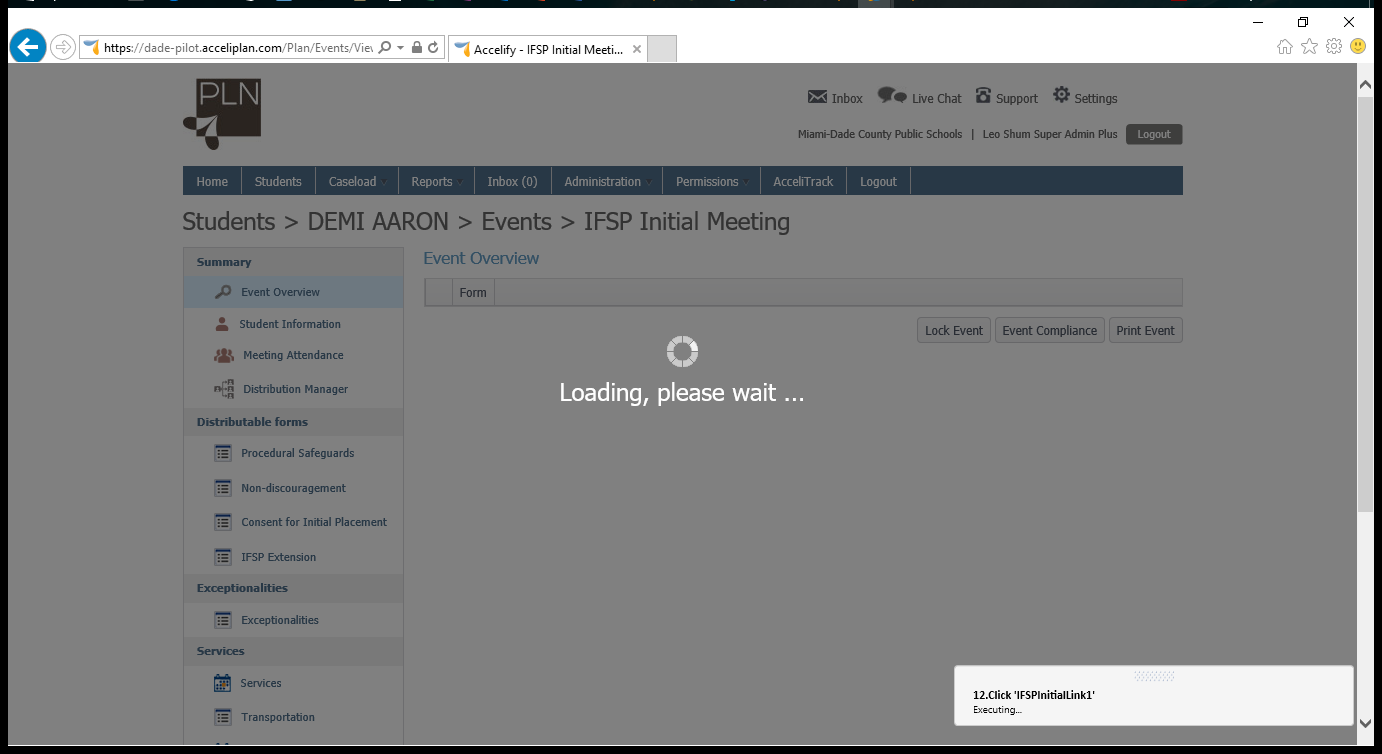 https://dade-pilot.acceliplan.com/Plan/Events/Viev
Accelify - IFSP Initial Meeti...
PLN
Inbox
Live Chat
Support
Settings
Miami-Dade County Public Schools | Leo Shum Super Admin Plus
Logout
Home
Students
Caseload
Reports
Inbox (0)
Administration
Permissions
AcceliTrack
Logout
Students > DEMI AARON > Events > IFSP Initial Meeting
Summary
Event Overview
Student Information
Meeting Attendance
Distribution Manager
Distributable forms
Procedural Safeguards
Non-discouragement
Consent for Initial Placement
IFSP Extension
Exceptionalities
Exceptionalities
Services
Services
Transportation
Event Overview
Form
Lock Event
Event Compliance
Print Event
Loading, please wait ...
12.Click 'IFSPInitialLink1'
Executing...